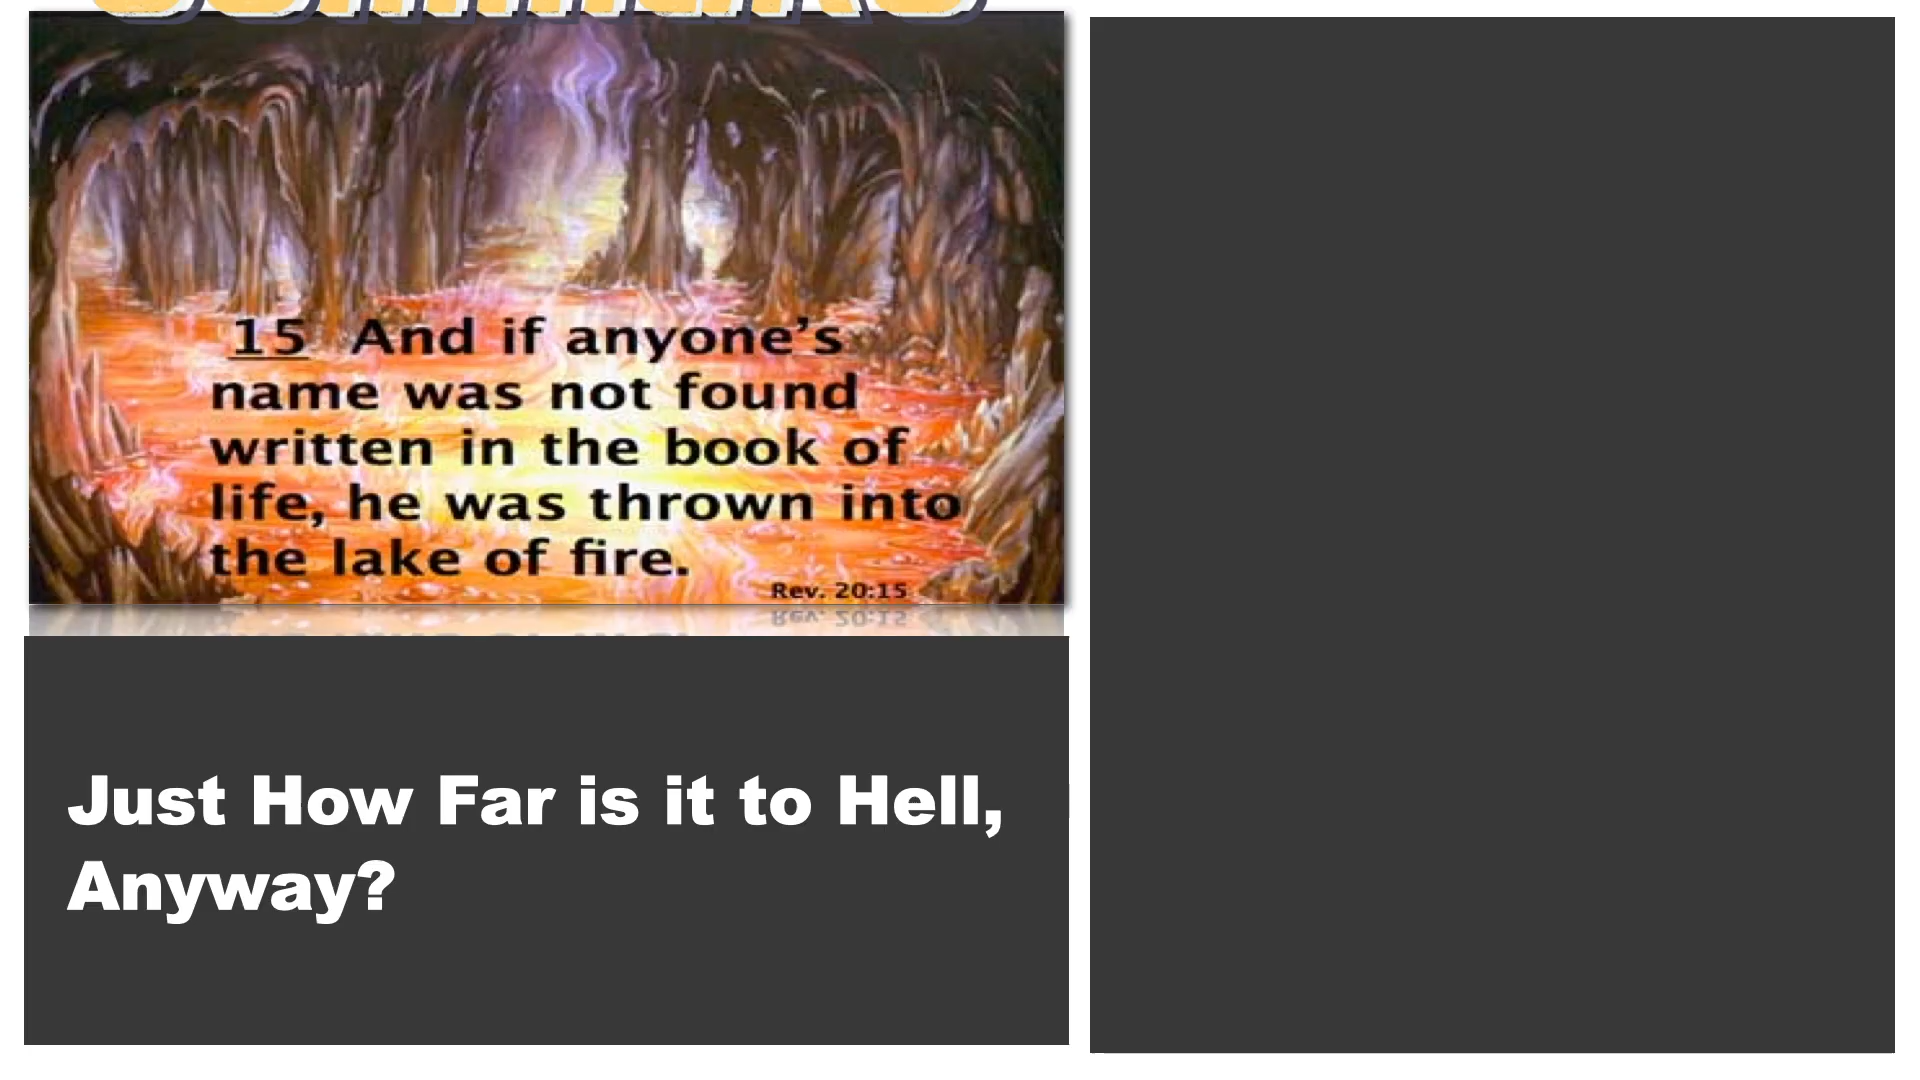 15 And if anyone’s
name was not found
written in the book of
life, he was thrown into
the lake of fire.
Rev. 20:15
Just How Far is it to Hell,
Anyway?